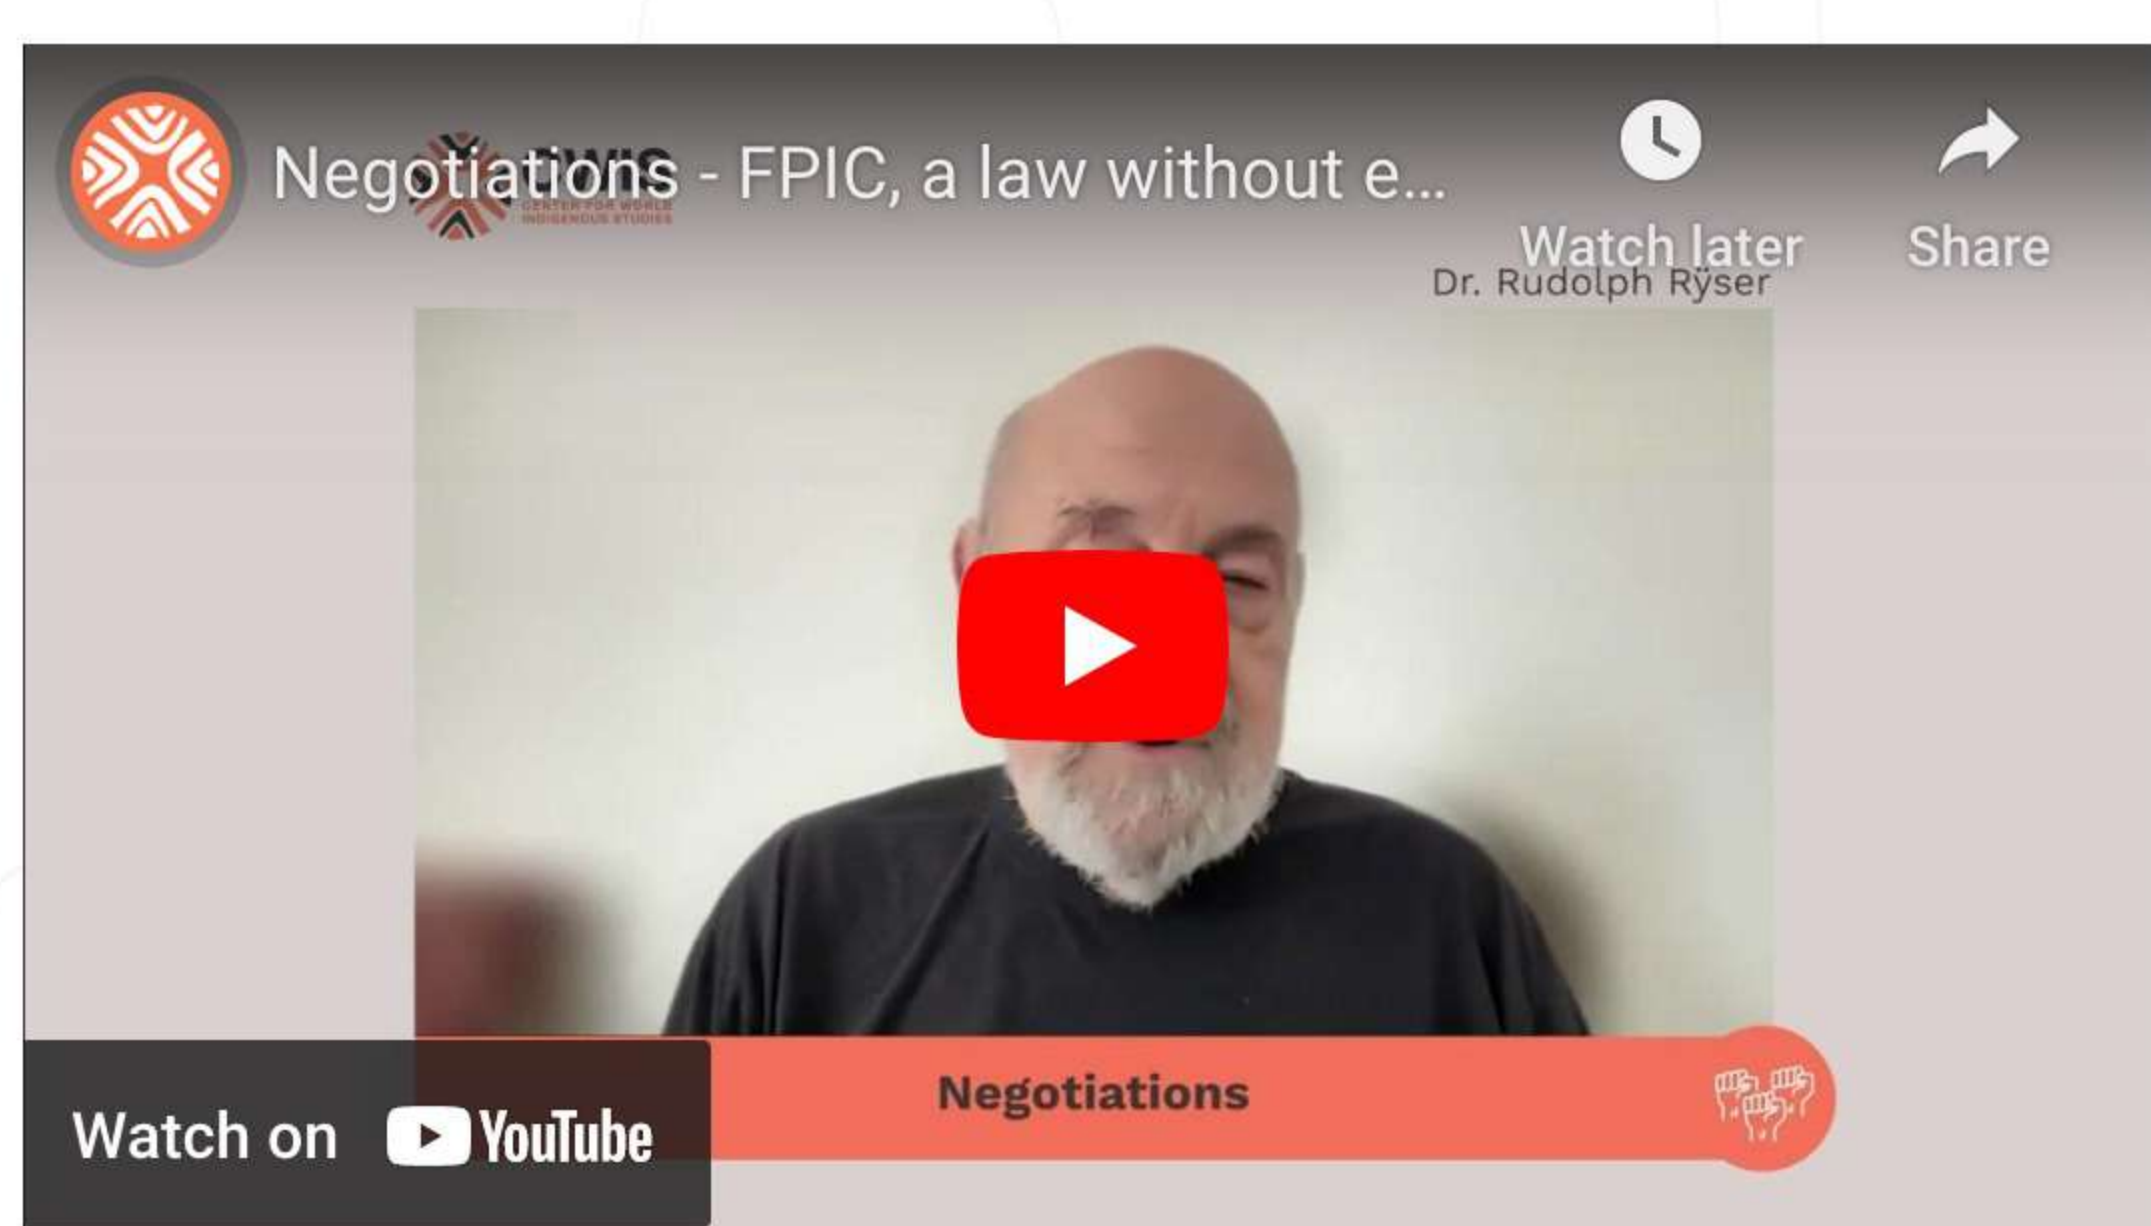 Negotiations - FPIC, a law without e...
CWIS
CENTER FOR WORLD
INDIGENOUS STUDIES
Watch later
Share
Dr. Rudolph Rÿser
Negotiations
Watch on YouTube